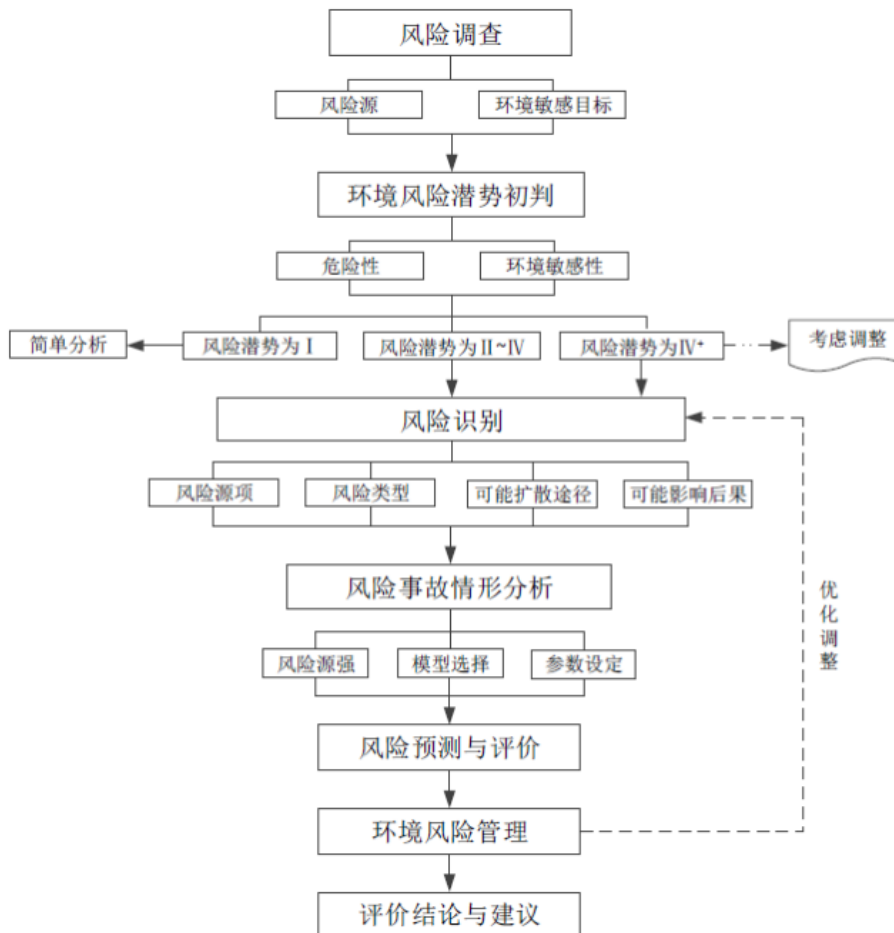 风险调查
风险源
环境敏感目标
环境风险潜势初判
危险性
环境敏感性
简单分析
风险潜势为Ⅰ
风险潜势为Ⅱ~Ⅳ
风险潜势为Ⅳ⁺
考虑调整
风险识别
风险源项
风险类型
可能扩散途径
可能影响后果
风险事故情形分析
优化调整
风险源强
模型选择
参数设定
风险预测与评价
环境风险管理
评价结论与建议